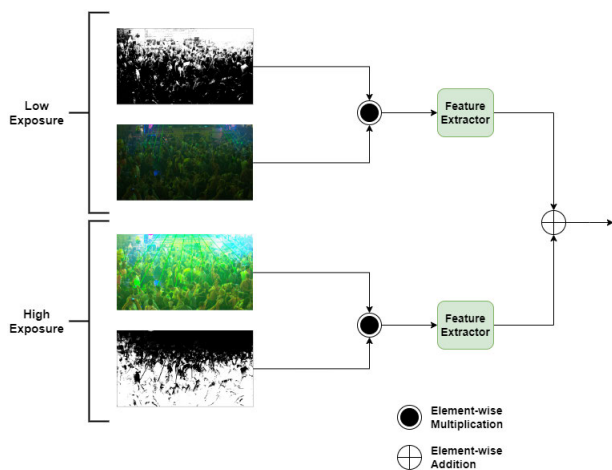 Low
Exposure
Feature
Extractor
High
Exposure
Feature
Extractor
Element-wise
Multiplication
Element-wise
Addition